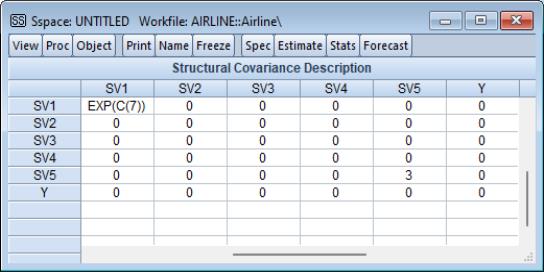 SS Sspace: UNTITLED Workfile: AIRLINE::Airline\
View Proc Object Print Name Freeze Spec Estimate Stats Forecast
Structural Covariance Description
SV1 SV2 SV3 SV4 SV5 Y
SV1 EXP(C(7)) 0 0 0 0 0
SV2 0 0 0 0 0 0
SV3 0 0 0 0 0 0
SV4 0 0 0 0 0 0
SV5 0 0 0 0 3 0
Y 0 0 0 0 0 0